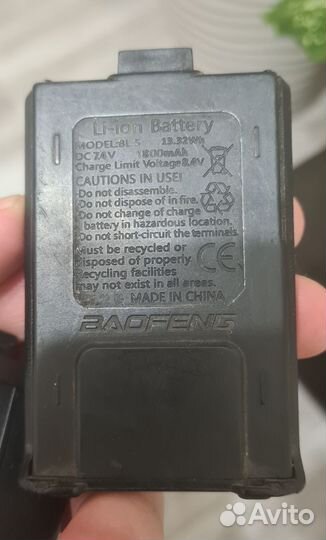 Li-ion Battery
MODEL:BL-5 13.32Wh
DC 7.4V 1800mAh
Charge Limit Voltage8.4V
CAUTIONS IN USE!
Do not disassemble.
Do not dispose of in fire.
Do not change of charge
battery in hazardous location.
Do not short-circuit the terminals.
Must be recycled or
disposed of properly
Recycling facilities
may not exist in all areas.
MADE IN CHINA
CE
BAOFENG
Avito